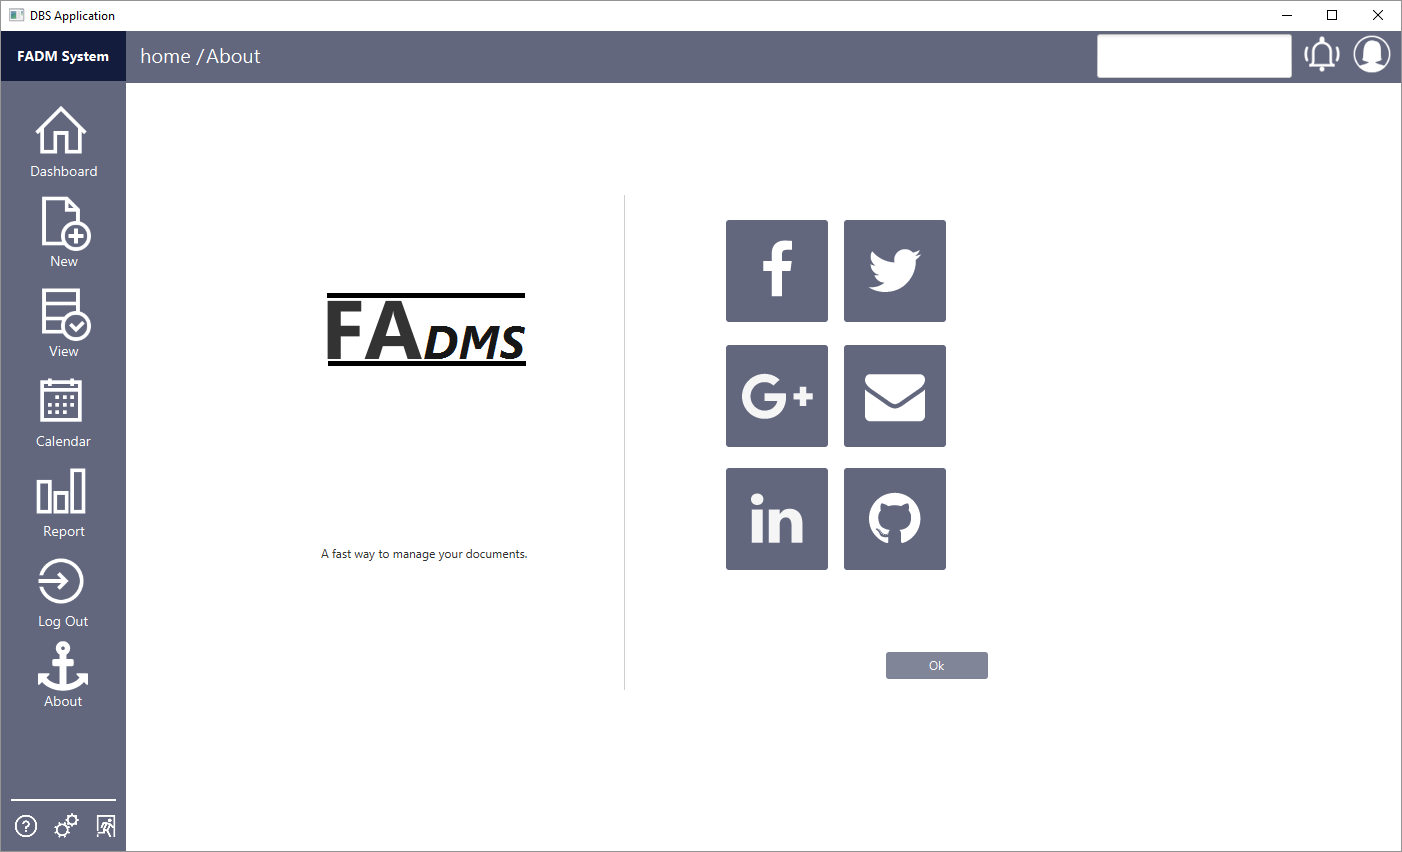 DBS Application
FADM System
home /About
Dashboard
New
View
Calendar
Report
Log Out
About
FADMS
A fast way to manage your documents.
f
G+
in
Ok
?